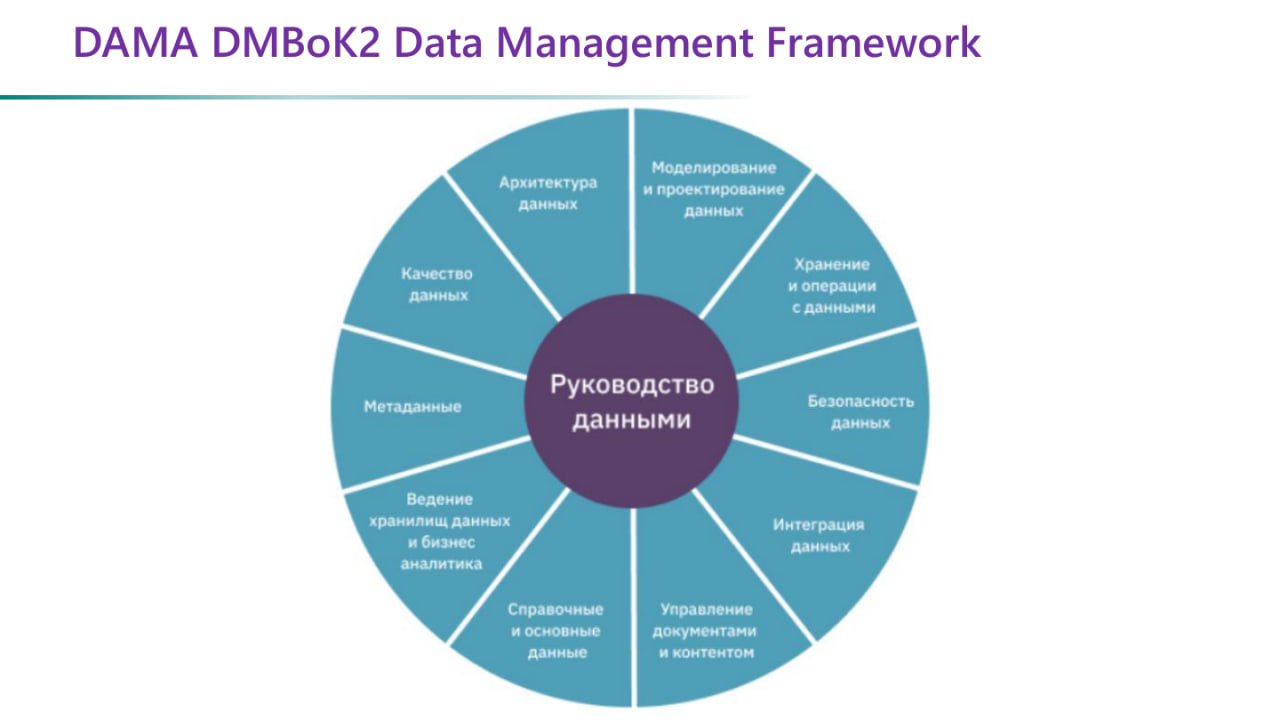 DAMA DMBoK2 Data Management Framework
Архитектура
данных
Моделирование
и проектирование
данных
Хранение
и операции
с данными
Безопасность
данных
Интеграция
данных
Управление
документами
и контентом
Справочные
и основные
данные
Ведение
хранилищ данных
и бизнес
аналитика
Метаданные
Качество
данных
Руководство
данными